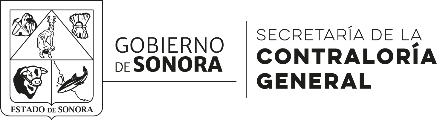 ESTADO DE SONORA
GOBIERNO
DE SONORA
SECRETARÍA DE LA
CONTRALORÍA
GENERAL